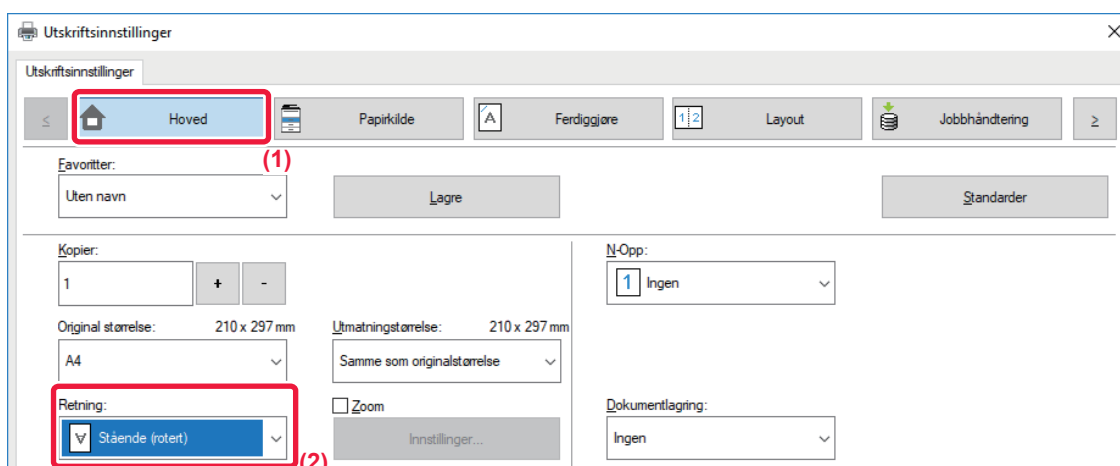 Utskriftsinnstillinger
Utskriftsinnstillinger
< Hoved Papirkilde A Ferdiggjøre 1 2 Layout Jobbhåndtering >
(1)
Favoritter:
Uten navn Lagre Standarder
Kopier: N-Opp:
1 + - 1 Ingen
Original størrelse: 210 x 297 mm Utmatningstørrelse: 210 x 297 mm
A4 Samme som originalstørrelse
Retning: Zoom Dokumentlagring:
A Stående (rotert) Innstillinger... Ingen
(2)